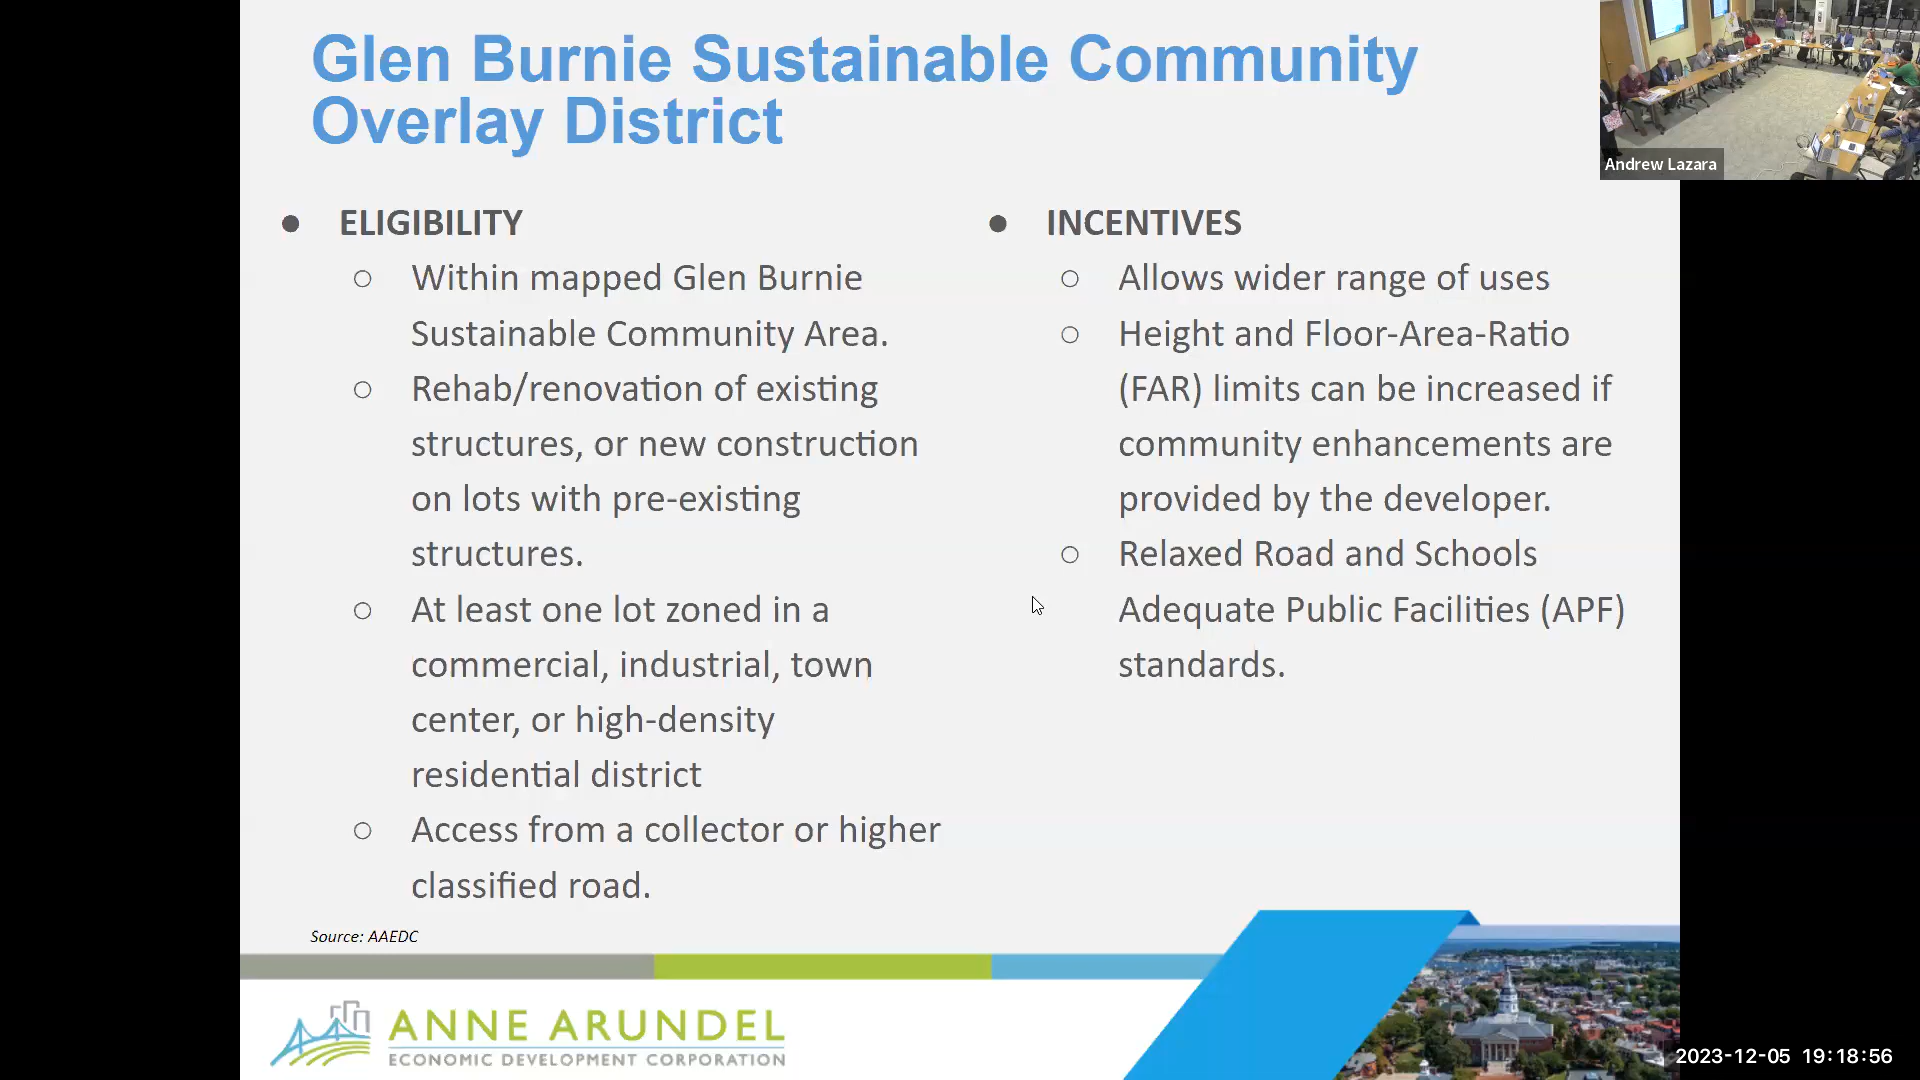 Glen Burnie Sustainable Community
Overlay District
Andrew Lazara
● ELIGIBILITY
○ Within mapped Glen Burnie
Sustainable Community Area.
○ Rehab/renovation of existing
structures, or new construction
on lots with pre-existing
structures.
○ At least one lot zoned in a
commercial, industrial, town
center, or high-density
residential district
○ Access from a collector or higher
classified road.
● INCENTIVES
○ Allows wider range of uses
○ Height and Floor-Area-Ratio
(FAR) limits can be increased if
community enhancements are
provided by the developer.
○ Relaxed Road and Schools
Adequate Public Facilities (APF)
standards.
Source: AAEDC
ANNE ARUNDEL
ECONOMIC DEVELOPMENT CORPORATION
2023-12-05 19:18:56